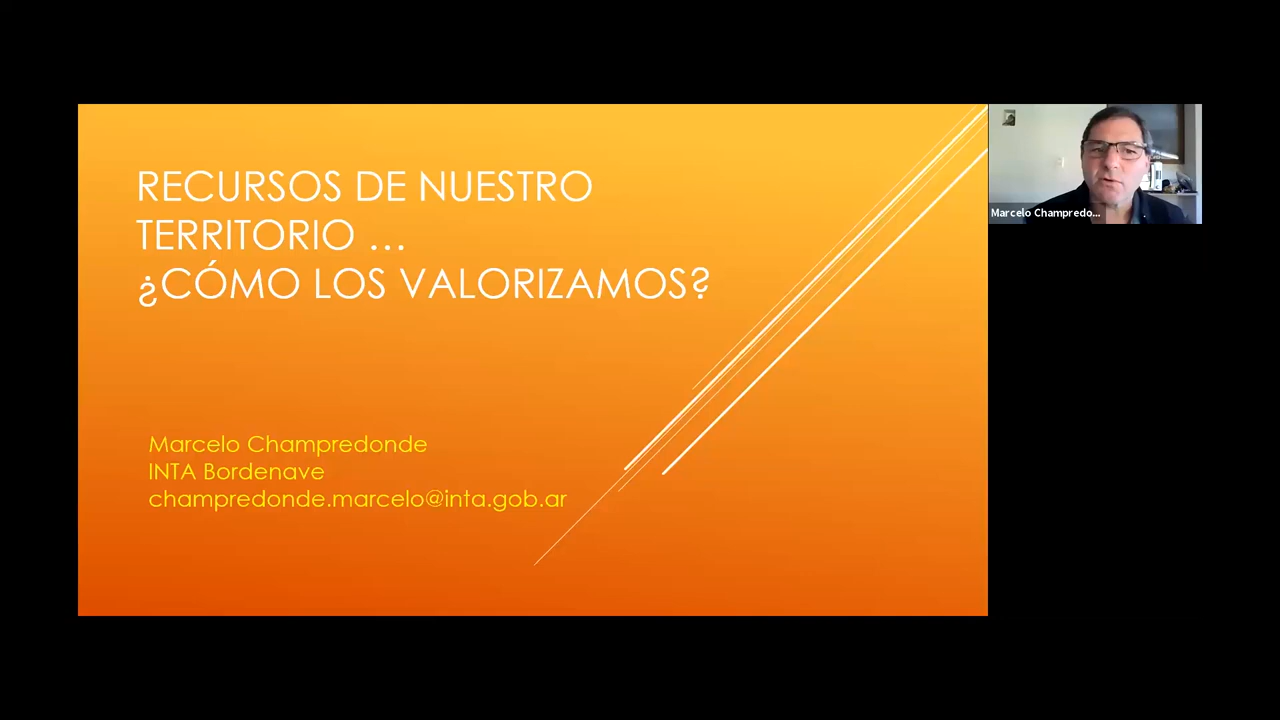 RECURSOS DE NUESTRO
TERRITORIO ...
¿CÓMO LOS VALORIZAMOS?
Marcelo Champredonde
INTA Bordenave
champredonde.marcelo@inta.gob.ar
Marcelo Champredo...